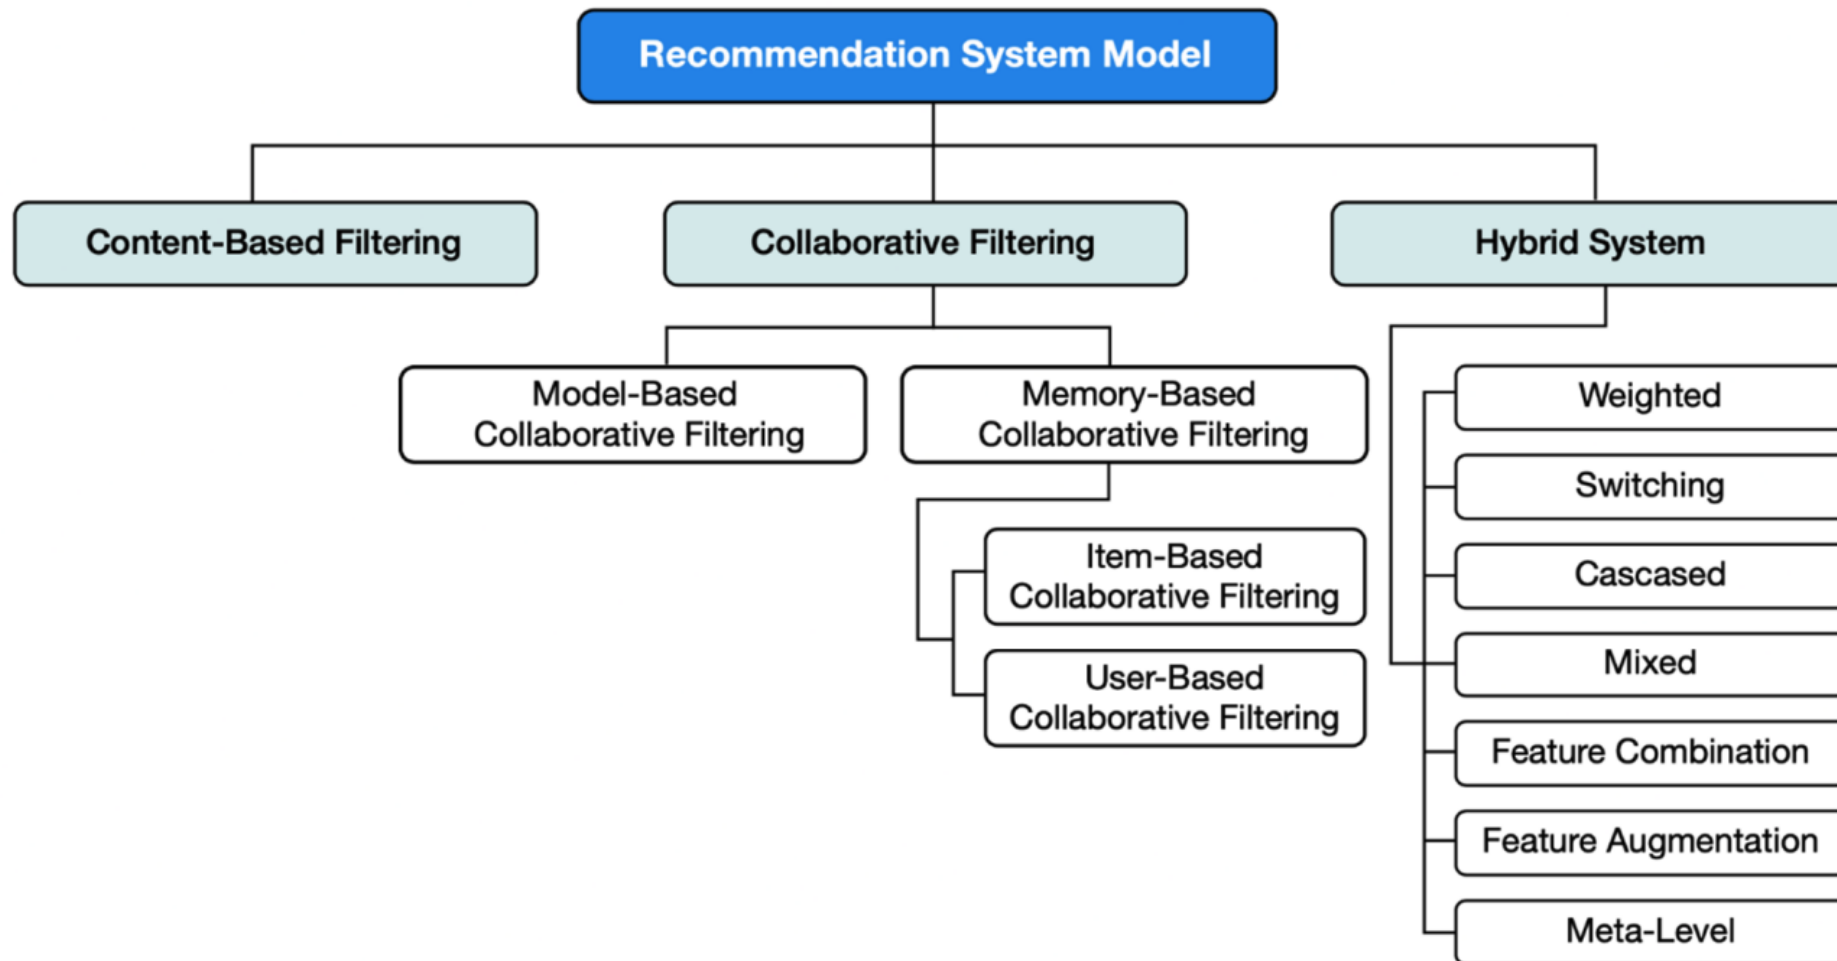 Recommendation System Model
Content-Based Filtering
Collaborative Filtering
Hybrid System
Model-Based
Collaborative Filtering
Memory-Based
Collaborative Filtering
Item-Based
Collaborative Filtering
User-Based
Collaborative Filtering
Weighted
Switching
Cascased
Mixed
Feature Combination
Feature Augmentation
Meta-Level